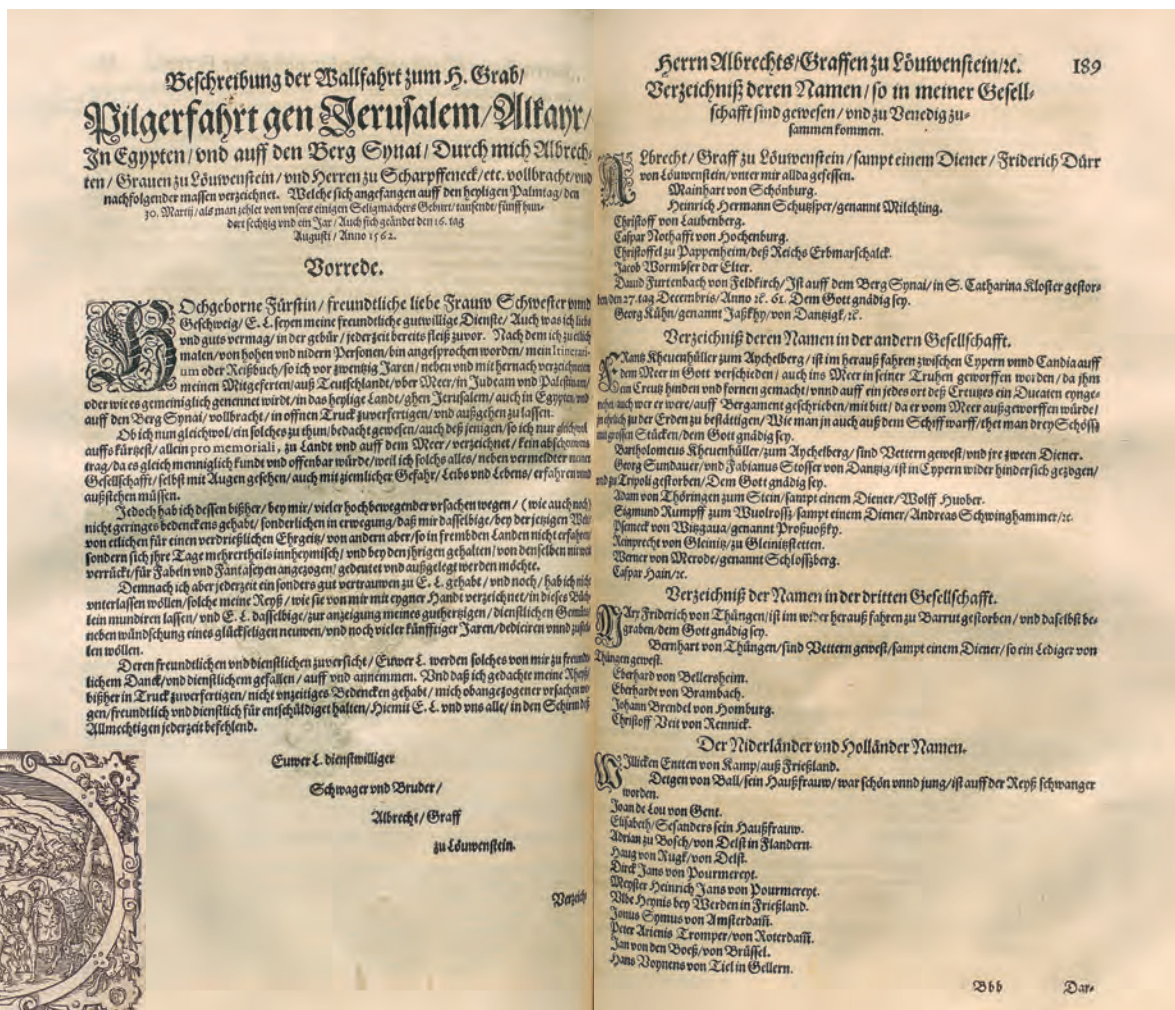 Beschreibung der Wallfahrt zum H. Grab/
Pilgerfahrt gen Jerusalem/Alkayr/
In Egypten/vnd auff den Berg Synai/Durch mich Albrech-
ten/Grauen zu Löuwenstein/vnd Herren zu Scharpffeneck/etc. vollbracht/vnd
nachfolgender massen verzeichnet. Welche sich angefangen auff den heyligen Palmtag/den
30. Martij/als man zehlet von vnsers einigen Seligmachers Geburt/tausendt/fünff hun-
dert sechtzig vnd ein Jar/Auch sich geändet den 16. tag
Augusti/Anno 1562.
Vorrede.
HOchgeborne Fürstin/freundtliche liebe Frauw Schwester vnnd
Geschweig/E. L. seyen meine freundtliche gutwillige Dienste/Auch was ich liebs
vnd guts vermag/in der gebür/jederzeit bereits fleiß zuvor. Nach dem ich zu etlich
malen/von hohen vnd nidern Personen/bin angesprochen worden/mein Itinerari-
um oder Reißbuch/so ich vor zwentzig Jaren/neben vnd mit hernach verzeichneten
meinen Mitgeferten/auß Teutschlandt/vber Meer/in Judeam vnd Palestinam/
oder wie es gemeiniglich genennet wirdt/in das heylige Landt/ghen Jerusalem/auch in Egypten/vnd
auff den Berg Synai/vollbracht/in offnen Truck zuverfertigen/vnd außgehen zu lassen.
Ob ich nun gleichwol/ein solches zu thun/bedacht gewesen/auch deß jenigen/so ich nur gleichwol
auffs kürtzest/allein pro memoriali, zu Landt vnd auff dem Meer/verzeichnet/kein abschewens
trag/da es gleich menniglich kundt vnd offenbar würde/weil ich solchs alles/neben vermeldter meiner
Gesellschafft/selbst mit Augen gesehen/auch mit ziemlicher Gefahr/Leibs vnd Lebens/erfahren vnd
außstehen müssen.
Jedoch hab ich dessen bißher/bey mir/vieler hochbewegender vrsachen wegen/(wie auch noch)
nicht geringes bedenckens gehabt/sonderlichen in erwegung/daß mir dasselbige/bey der jetzigen Welt
von etlichen für einen verdrießlichen Ehrgeitz/von andern aber/so in frembden Landen nicht erfahren/
sondern sich jhre Tage mehrertheils innheymisch/vnd bey den jhrigen gehalten/von denselben nit weit
verrückt/für Fabeln vnd Fantaseyen angezogen/gedeutet vnd außgelegt werden möchte.
Demnach ich aber jederzeit ein sonders gut vertrauwen zu E. L. gehabt/vnd noch/hab ich nicht
vnterlassen wöllen/solche meine Reyß/wie sie von mir mit eygner Handt verzeichnet/in dieses Büch-
lein mundiren lassen/vnd E. L. dasselbige/zur anzeigung meines guthertzigen/dienstlichen Gemüts/
neben wündschung eines glückseligen neuwen/vnd noch vieler künfftiger Jaren/dediciren vnnd zustel-
len wöllen.
Deren freundtlichen vnd dienstlichen zuversicht/Euwer L. werden solches von mir zu freundt-
lichem Danck/vnd dienstlichem gefallen/auff vnd annemmen. Vnd daß ich gedachte meine Rheyß/
bißher in Truck zuverfertigen/nicht vnzeitiges Bedencken gehabt/mich obangezogener vrsachen we-
gen/freundtlich vnd dienstlich für entschüldiget halten/Hiemit E. L. vnd vns alle/in den Schirm deß
Allmechtigen jederzeit befehlend.
Euwer L. dienstwilliger
Schwager vnd Bruder/
Albrecht/Graff
zu Löuwenstein.
Verzeich-
Herrn Albrechts/Graffen zu Löuwenstein/ꝛc. 189
Verzeichniß deren Namen/so in meiner Gesell-
schafft sind gewesen/vnd zu Venedig zu-
sammen kommen.
ALbrecht/Graff zu Löuwenstein/sampt einem Diener/Friderich Dürr
von Löuwenstein/vnter mir allda gesessen.
Mainhart von Schönburg.
Heinrich Hermann Schutzsper/genannt Milchling.
Christoff von Laubenberg.
Caspar Nothafft von Hochenburg.
Christoffel zu Pappenheim/deß Reichs Erbmarschalck.
Jacob Wormbser der Elter.
Dauid Furtenbach von Feldkirch/Ist auff dem Berg Synai/in S. Catharina Kloster gestor-
ben den 27. tag Decembris/Anno ꝛc. 61. Dem Gott gnädig sey.
Georg Kühn/genannt Jaßkhy/von Dantzigk/ꝛc.
Verzeichniß deren Namen in der andern Gesellschafft.
FRantz Kheuenhüller zum Aychelberg/ist im herauß fahren zwischen Cypern vnnd Candia auff
dem Meer in Gott verschieden/auch ins Meer in seiner Truhen geworffen worden/da jhm
ein Creutz hinden vnd fornen gemacht/vnnd auff ein jedes ort deß Creutzes ein Ducaten eynge-
auch wer er were/auff Bergament geschrieben/mit bitt/da er vom Meer außgeworffen würde/
zu der Erden zu bestättigen/Wie man jn auch auß dem Schiff warff/thet man drey Schöß
mit grossen Stücken/dem Gott gnädig sey.
Bartholomeus Kheuenhüller/zum Aychelberg/sind Vettern gewest/vnd jre zween Diener.
Georg Sundauer/vnd Fabianus Stosser von Dantzig/ist in Cypern wider hindersich gezogen/
vnd zu Tripoli gestorben/Dem Gott gnädig sey.
Adam von Thöringen zum Stein/sampt einem Diener/Wolff Huober.
Sigmund Rumpff zum Wuolroß/sampt einem Diener/Andreas Schwinghammer/ꝛc.
von Witzgaua/genannt Proßuoßky.
Reinprecht von Gleinitz/zu Gleinitzstetten.
Werner von Merode/genannt Schloßberg.
Caspar Hain/ꝛc.
Verzeichniß der Namen in der dritten Gesellschafft.
MArx Friderich von Thüngen/ist im wider herauß fahren zu Barrut gestorben/vnd daselbst be-
graben/dem Gott gnädig sey.
Bernhart von Thüngen/sind Vettern gewest/sampt einem Diener/so ein Lediger von
Thüngen gewest.
Eberhard von Bellersheim.
Eberhardt von Brambach.
Johann Brendel von Homburg.
Christoff Veit von Rennick.
Der Niderländer vnd Holländer Namen.
WIllicken Entten von Kamp/auß Frießland.
Detgen von Ball/sein Haußfrauw/war schön vnnd jung/ist auff der Reyß schwanger
worden.
Joan de Lou von Gent.
Elisabeth/Sesanders sein Haußfrauw.
Adrian zu Bosch/von Delft in Flandern.
Haug von Rugk/von Delft.
Dirck Jans von Pourmereyt.
Meyster Heinrich Jans von Pourmereyt.
Vlbe Heynis bey Werden in Frießland.
Jonus Symus von Amsterdam̃.
Peter Arienis Tromper/von Roterdam̃.
Jan von den Boeß/von Brüssel.
Hans Voynens von Tiel in Gellern.
Bbb Dar-